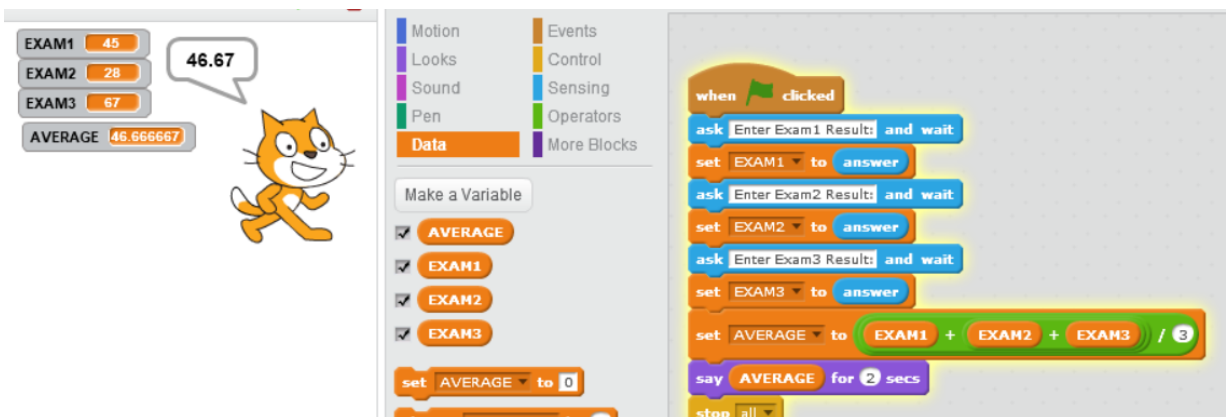 EXAM1 45
EXAM2 28
EXAM3 67
AVERAGE 46.666667
46.67
Motion
Looks
Sound
Pen
Data
Events
Control
Sensing
Operators
More Blocks
Make a Variable
AVERAGE
EXAM1
EXAM2
EXAM3
set AVERAGE to 0
when clicked
ask Enter Exam1 Result: and wait
set EXAM1 to answer
ask Enter Exam2 Result: and wait
set EXAM2 to answer
ask Enter Exam3 Result: and wait
set EXAM3 to answer
set AVERAGE to EXAM1 + EXAM2 + EXAM3 / 3
say AVERAGE for 2 secs
stop all